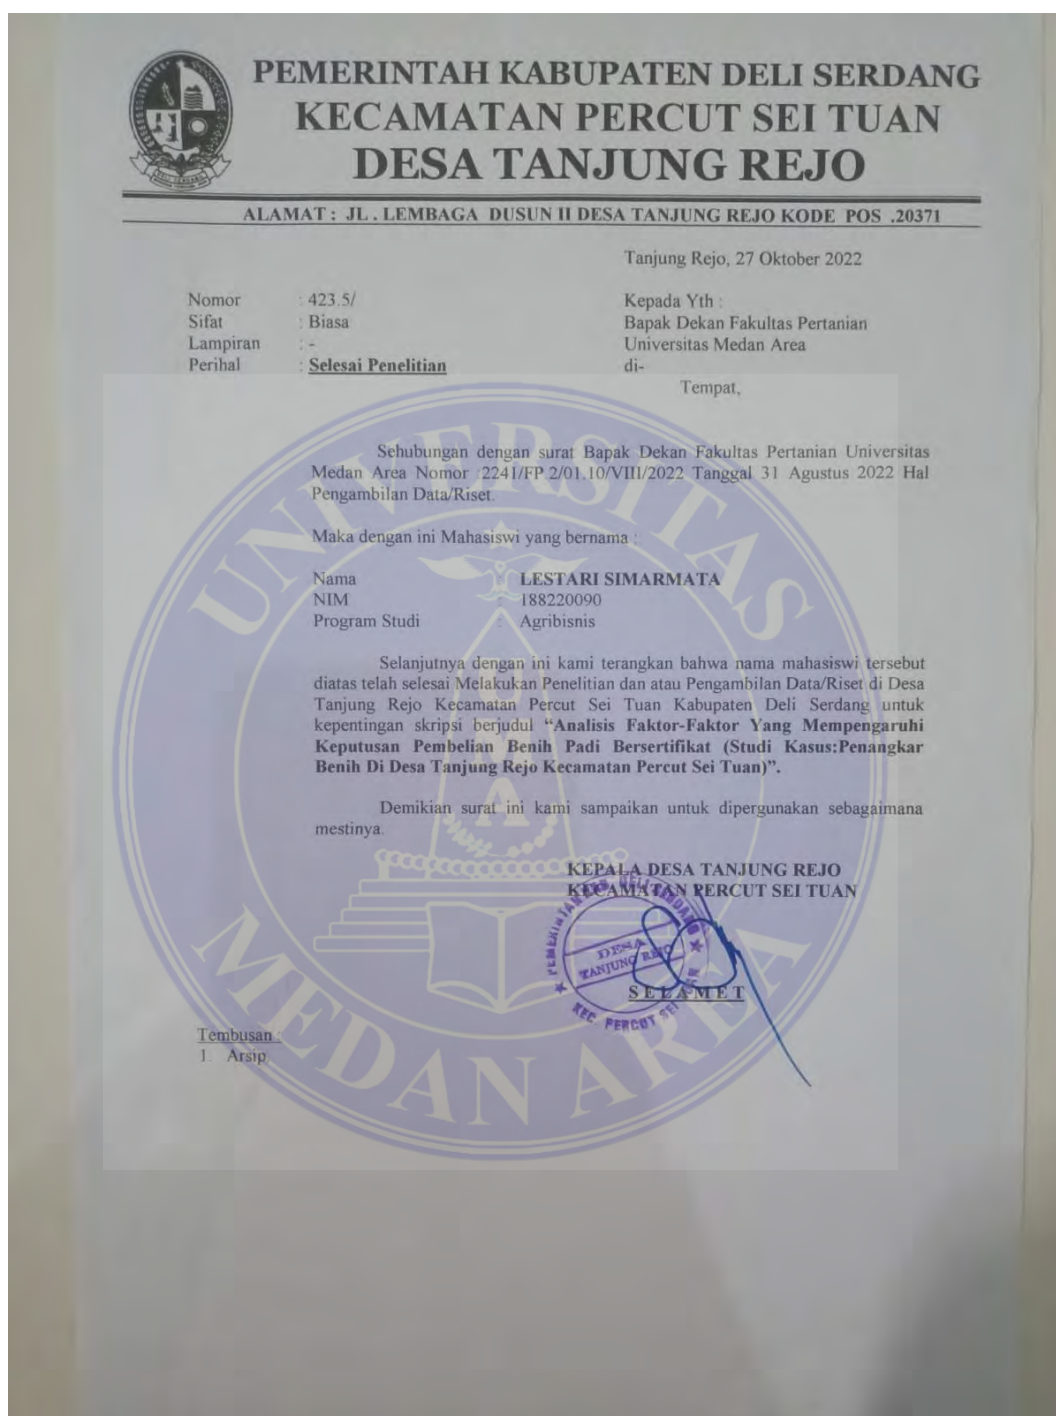 PEMERINTAH KABUPATEN DELI SERDANG
KECAMATAN PERCUT SEI TUAN
DESA TANJUNG REJO
ALAMAT : JL . LEMBAGA DUSUN II DESA TANJUNG REJO KODE POS .20371
Tanjung Rejo, 27 Oktober 2022
Nomor : 423.5/
Sifat : Biasa
Lampiran : -
Perihal : Selesai Penelitian
Kepada Yth :
Bapak Dekan Fakultas Pertanian
Universitas Medan Area
di-
Tempat,
Sehubungan dengan surat Bapak Dekan Fakultas Pertanian Universitas
Medan Area Nomor :2241/FP.2/01.10/VIII/2022 Tanggal 31 Agustus 2022 Hal
Pengambilan Data/Riset.
Maka dengan ini Mahasiswi yang bernama :
Nama : LESTARI SIMARMATA
NIM : 188220090
Program Studi : Agribisnis
Selanjutnya dengan ini kami terangkan bahwa nama mahasiswi tersebut
diatas telah selesai Melakukan Penelitian dan atau Pengambilan Data/Riset di Desa
Tanjung Rejo Kecamatan Percut Sei Tuan Kabupaten Deli Serdang untuk
kepentingan skripsi berjudul “Analisis Faktor-Faktor Yang Mempengaruhi
Keputusan Pembelian Benih Padi Bersertifikat (Studi Kasus:Penangkar
Benih Di Desa Tanjung Rejo Kecamatan Percut Sei Tuan)”.
Demikian surat ini kami sampaikan untuk dipergunakan sebagaimana
mestinya.
KEPALA DESA TANJUNG REJO
KECAMATAN PERCUT SEI TUAN
PEMERINTAH KAB. DELI SERDANG
DESA
TANJUNG REJO
KEC. PERCUT SEI TUAN
SELAMET
Tembusan :
1. Arsip
UNIVERSITAS
UMA
MEDAN AREA